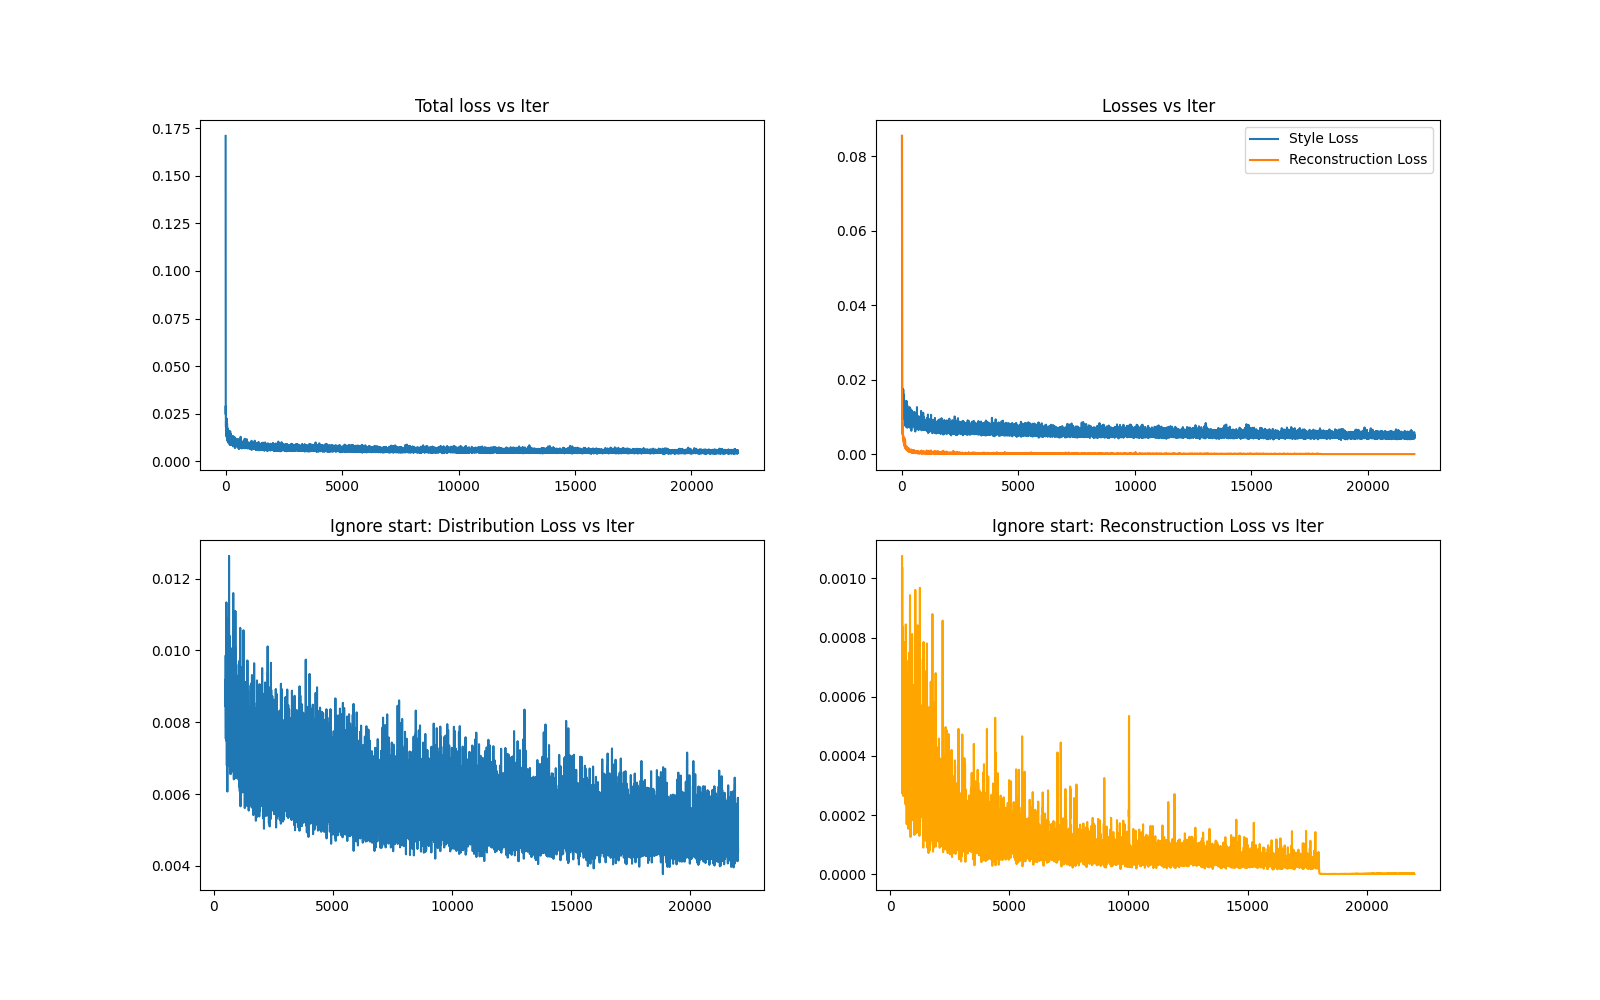 Total loss vs Iter
0.175
0.150
0.125
0.100
0.075
0.050
0.025
0.000
0 5000 10000 15000 20000
Losses vs Iter
Style Loss
Reconstruction Loss
0.08
0.06
0.04
0.02
0.00
0 5000 10000 15000 20000
Ignore start: Distribution Loss vs Iter
0.012
0.010
0.008
0.006
0.004
0 5000 10000 15000 20000
Ignore start: Reconstruction Loss vs Iter
0.0010
0.0008
0.0006
0.0004
0.0002
0.0000
0 5000 10000 15000 20000